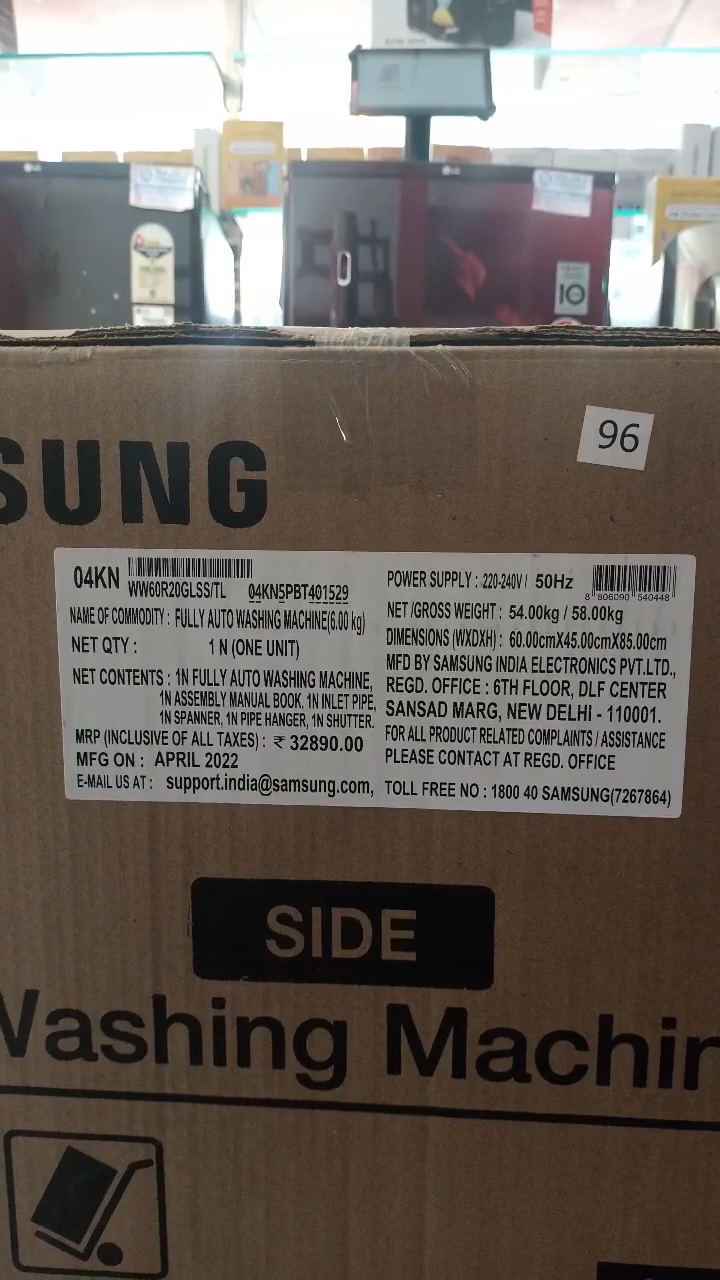 10
96
SUNG
04KN
WW60R20GLSS/TL 04KN5PBT401529
NAME OF COMMODITY : FULLY AUTO WASHING MACHINE(6.00 kg)
NET QTY : 1 N (ONE UNIT)
NET CONTENTS : 1N FULLY AUTO WASHING MACHINE,
1N ASSEMBLY MANUAL BOOK, 1N INLET PIPE,
1N SPANNER, 1N PIPE HANGER, 1N SHUTTER.
MRP (INCLUSIVE OF ALL TAXES) : ₹ 32890.00
MFG ON : APRIL 2022
E-MAIL US AT : support.india@samsung.com,
POWER SUPPLY : 220-240V / 50Hz
8 806090 540448
NET /GROSS WEIGHT : 54.00kg / 58.00kg
DIMENSIONS (WXDXH) : 60.00cmX45.00cmX85.00cm
MFD BY SAMSUNG INDIA ELECTRONICS PVT.LTD.,
REGD. OFFICE : 6TH FLOOR, DLF CENTER
SANSAD MARG, NEW DELHI - 110001.
FOR ALL PRODUCT RELATED COMPLAINTS / ASSISTANCE
PLEASE CONTACT AT REGD. OFFICE
TOLL FREE NO : 1800 40 SAMSUNG(7267864)
SIDE
Washing Machin